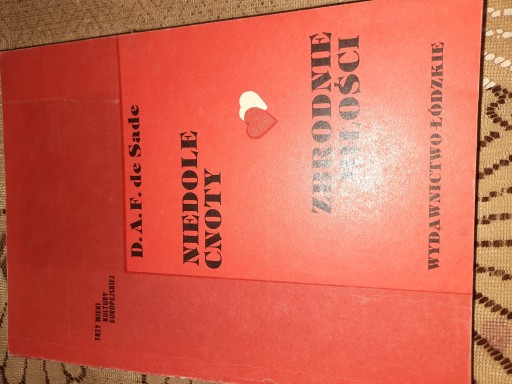 TRZY WIEKI
KULTURY
EUROPEJSKIEJ
D.A.F. de Sade
NIEDOLE
CNOTY
ZBRODNIE
MIŁOŚCI
WYDAWNICTWO ŁÓDZKIE